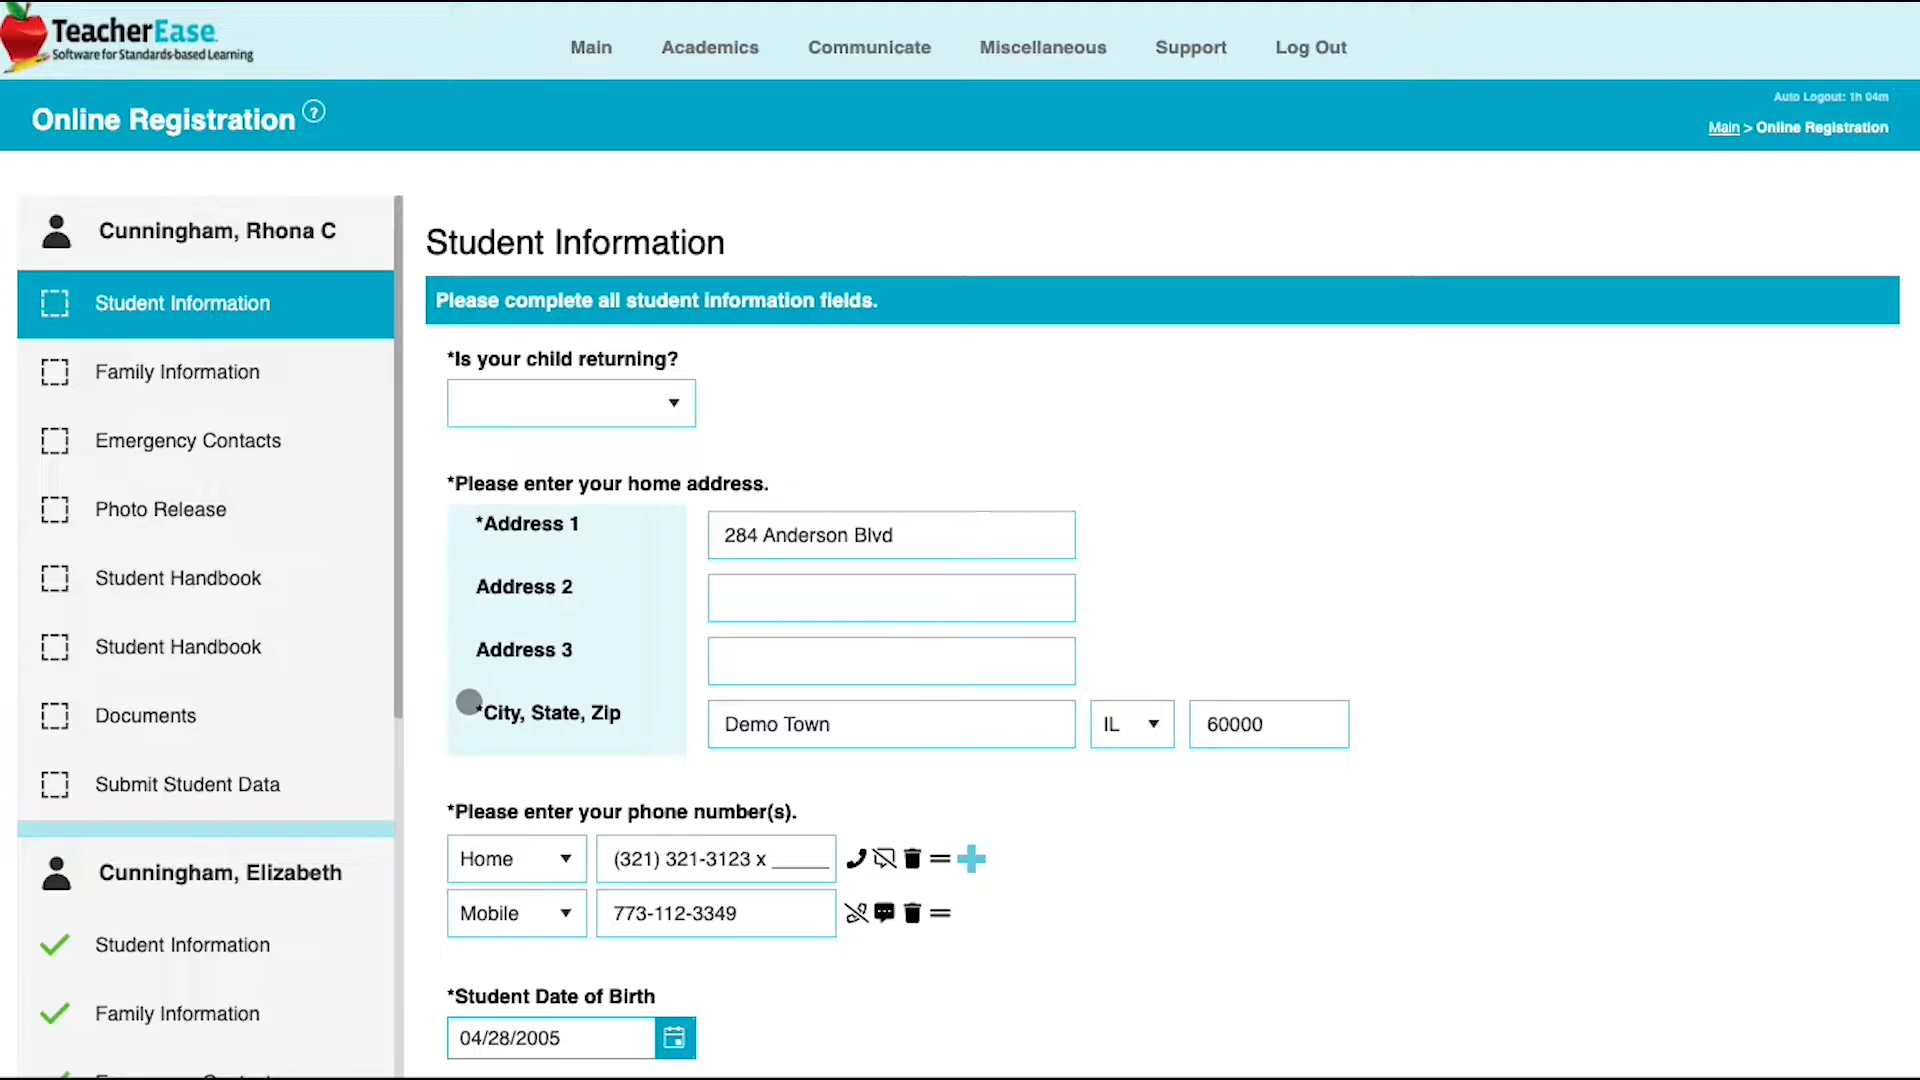 TeacherEase
Software for Standards-based Learning
Main Academics Communicate Miscellaneous Support Log Out
Online Registration ?
Auto Logout: 1h 04m
Main > Online Registration
Cunningham, Rhona C
Student Information
Family Information
Emergency Contacts
Photo Release
Student Handbook
Student Handbook
Documents
Submit Student Data
Cunningham, Elizabeth
Student Information
Family Information
Student Information
Please complete all student information fields.
*Is your child returning?
*Please enter your home address.
*Address 1 284 Anderson Blvd
Address 2
Address 3
*City, State, Zip Demo Town IL 60000
*Please enter your phone number(s).
Home (321) 321-3123 x _____
Mobile 773-112-3349
*Student Date of Birth
04/28/2005